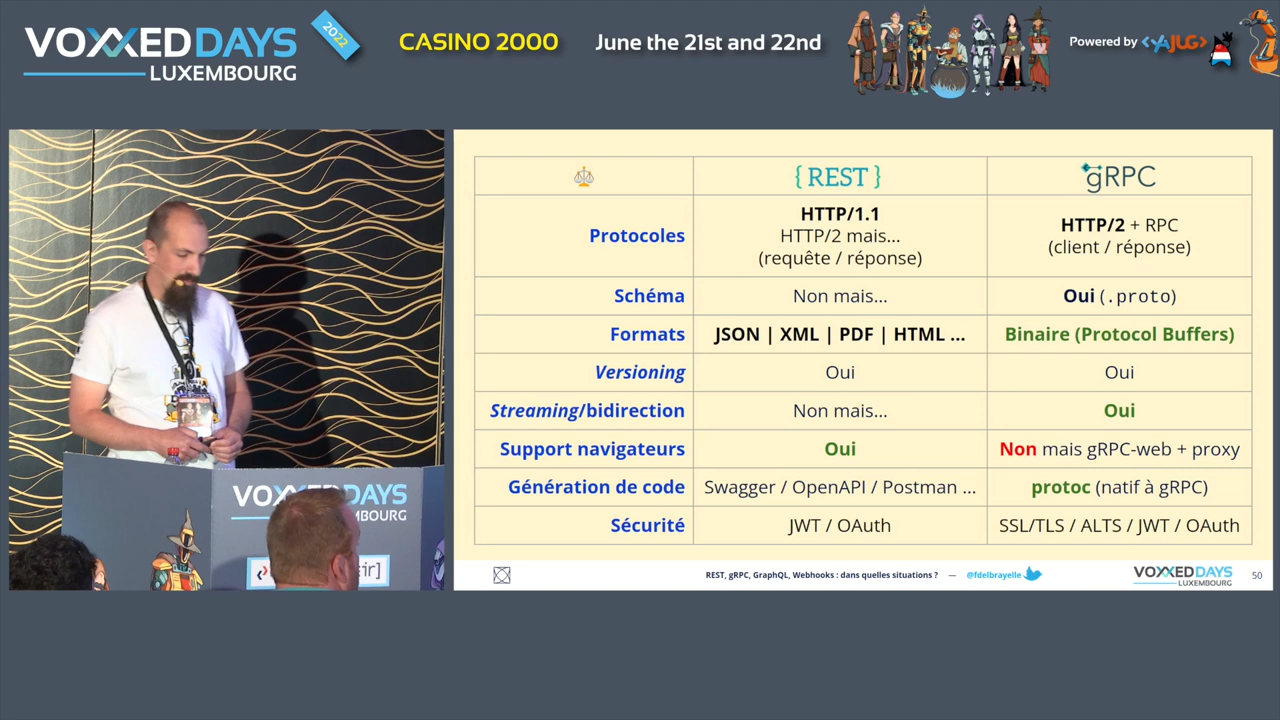 VOXXED DAYS
LUXEMBOURG
2022
CASINO 2000
June the 21st and 22nd
Powered by <YAJUG>
{ REST }
gRPC
Protocoles
HTTP/1.1
HTTP/2 mais...
(requête / réponse)
HTTP/2 + RPC
(client / réponse)
Schéma
Non mais...
Oui (.proto)
Formats
JSON | XML | PDF | HTML ...
Binaire (Protocol Buffers)
Versioning
Oui
Oui
Streaming/bidirection
Non mais...
Oui
Support navigateurs
Oui
Non mais gRPC-web + proxy
Génération de code
Swagger / OpenAPI / Postman ...
protoc (natif à gRPC)
Sécurité
JWT / OAuth
SSL/TLS / ALTS / JWT / OAuth
REST, gRPC, GraphQL, Webhooks : dans quelles situations ? — @fdelbrayelle
VOXXED DAYS
LUXEMBOURG
50